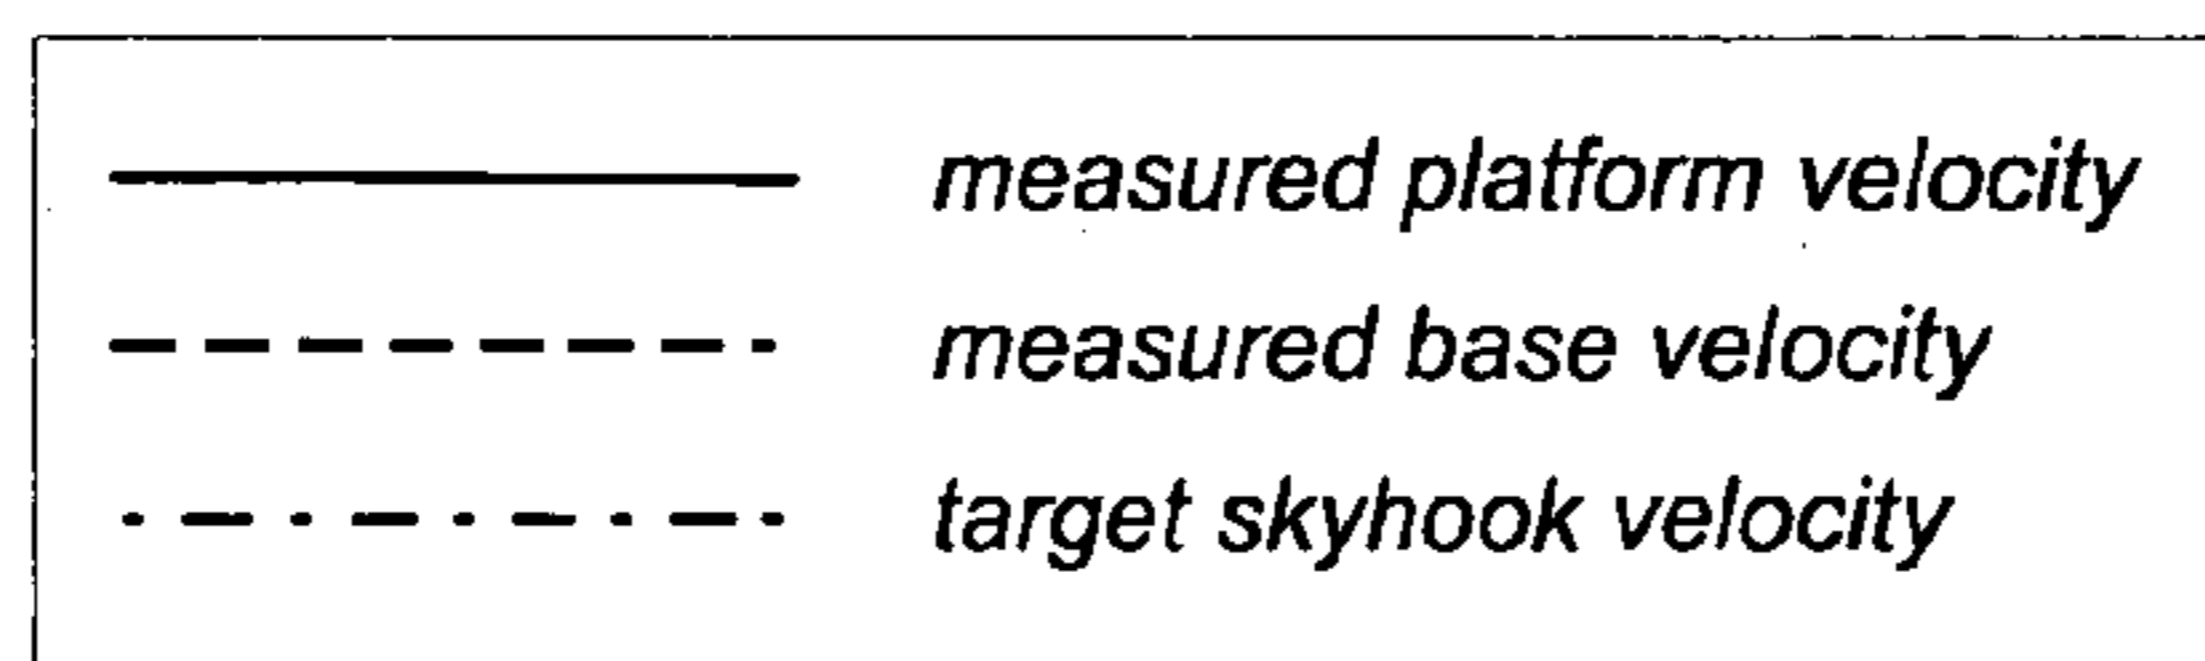 measured platform velocity
measured base velocity
target skyhook velocity